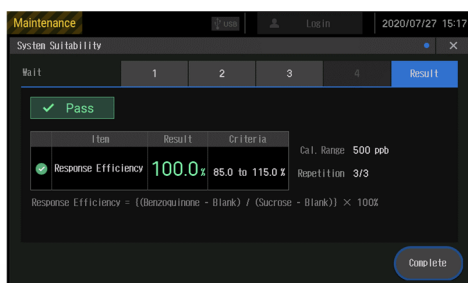 Maintenance USB Login 2020/07/27 15:17
System Suitability
Wait 1 2 3 4 Result
Pass
Item Result Criteria
Response Efficiency 100.0 % 85.0 to 115.0 %
Cal. Range 500 ppb
Repetition 3/3
Response Efficiency = {(Benzoquinone - Blank) / (Sucrose - Blank)} × 100%
Complete